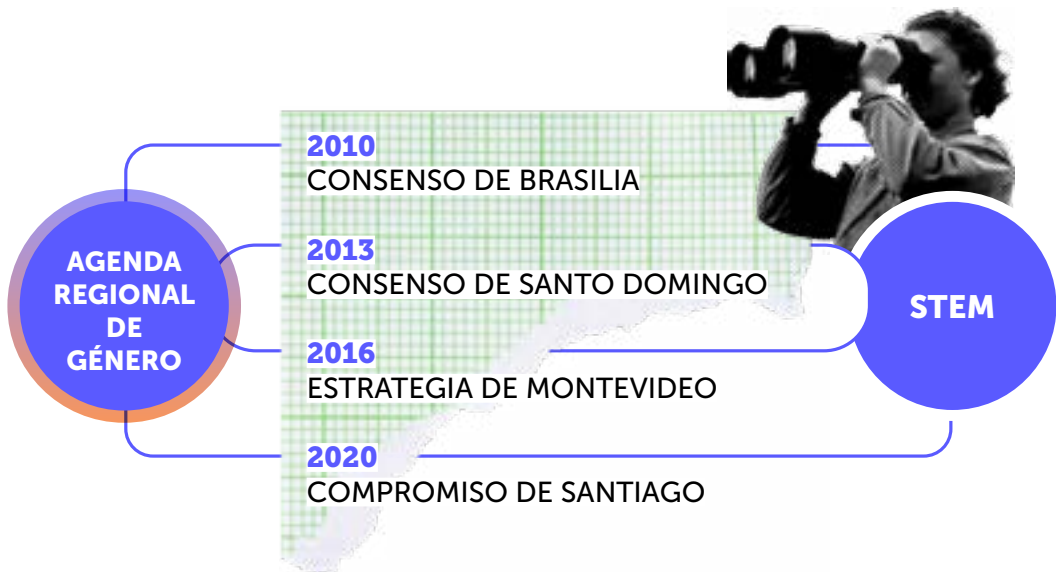 AGENDA
REGIONAL
DE
GÉNERO
2010
CONSENSO DE BRASILIA
2013
CONSENSO DE SANTO DOMINGO
2016
ESTRATEGIA DE MONTEVIDEO
2020
COMPROMISO DE SANTIAGO
STEM